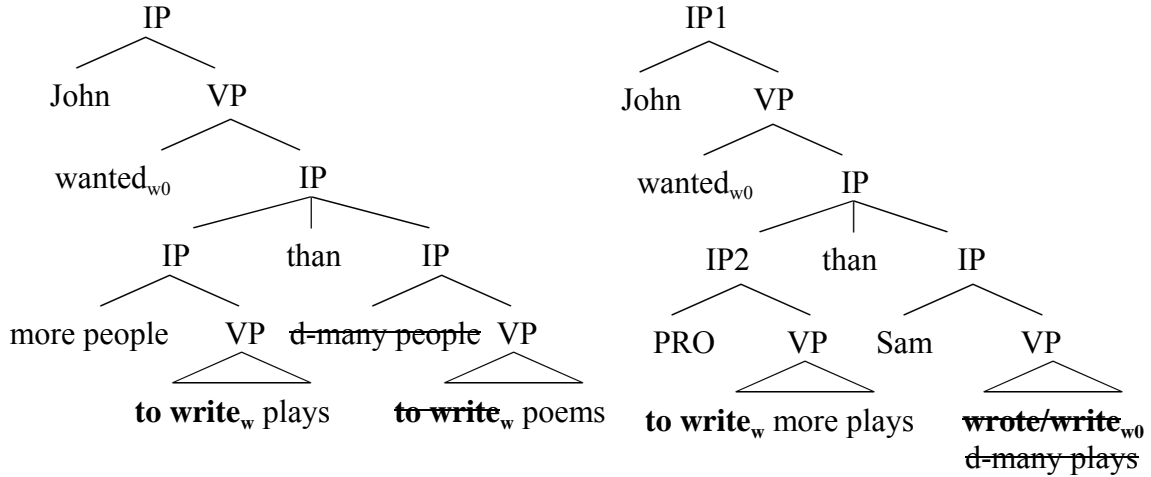 IP
John VP
wanted_w0 IP
IP than IP
more people VP d-many people VP
to write_w plays to write_w poems
IP1
John VP
wanted_w0 IP
IP2 than IP
PRO VP Sam VP
to write_w more plays wrote/write_w0
d-many plays